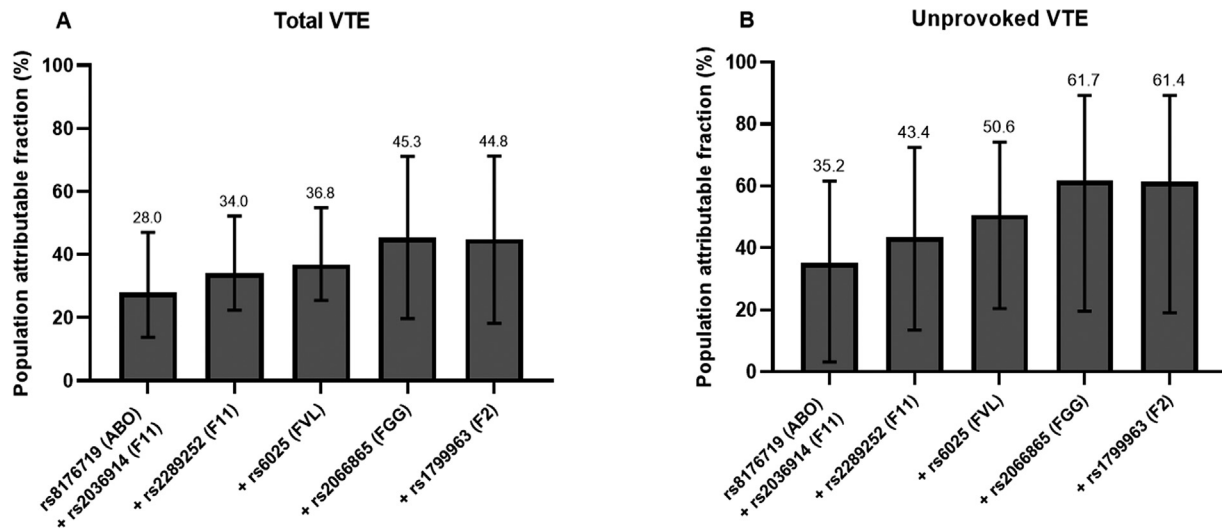 A
Total VTE
Population attributable fraction (%)
100
80
60
40
20
0
28.0
34.0
36.8
45.3
44.8
rs8176719 (ABO)
+ rs2036914 (F11)
+ rs2289252 (F11)
+ rs6025 (FVL)
+ rs2066865 (FGG)
+ rs1799963 (F2)
B
Unprovoked VTE
Population attributable fraction (%)
100
80
60
40
20
0
35.2
43.4
50.6
61.7
61.4
rs8176719 (ABO)
+ rs2036914 (F11)
+ rs2289252 (F11)
+ rs6025 (FVL)
+ rs2066865 (FGG)
+ rs1799963 (F2)